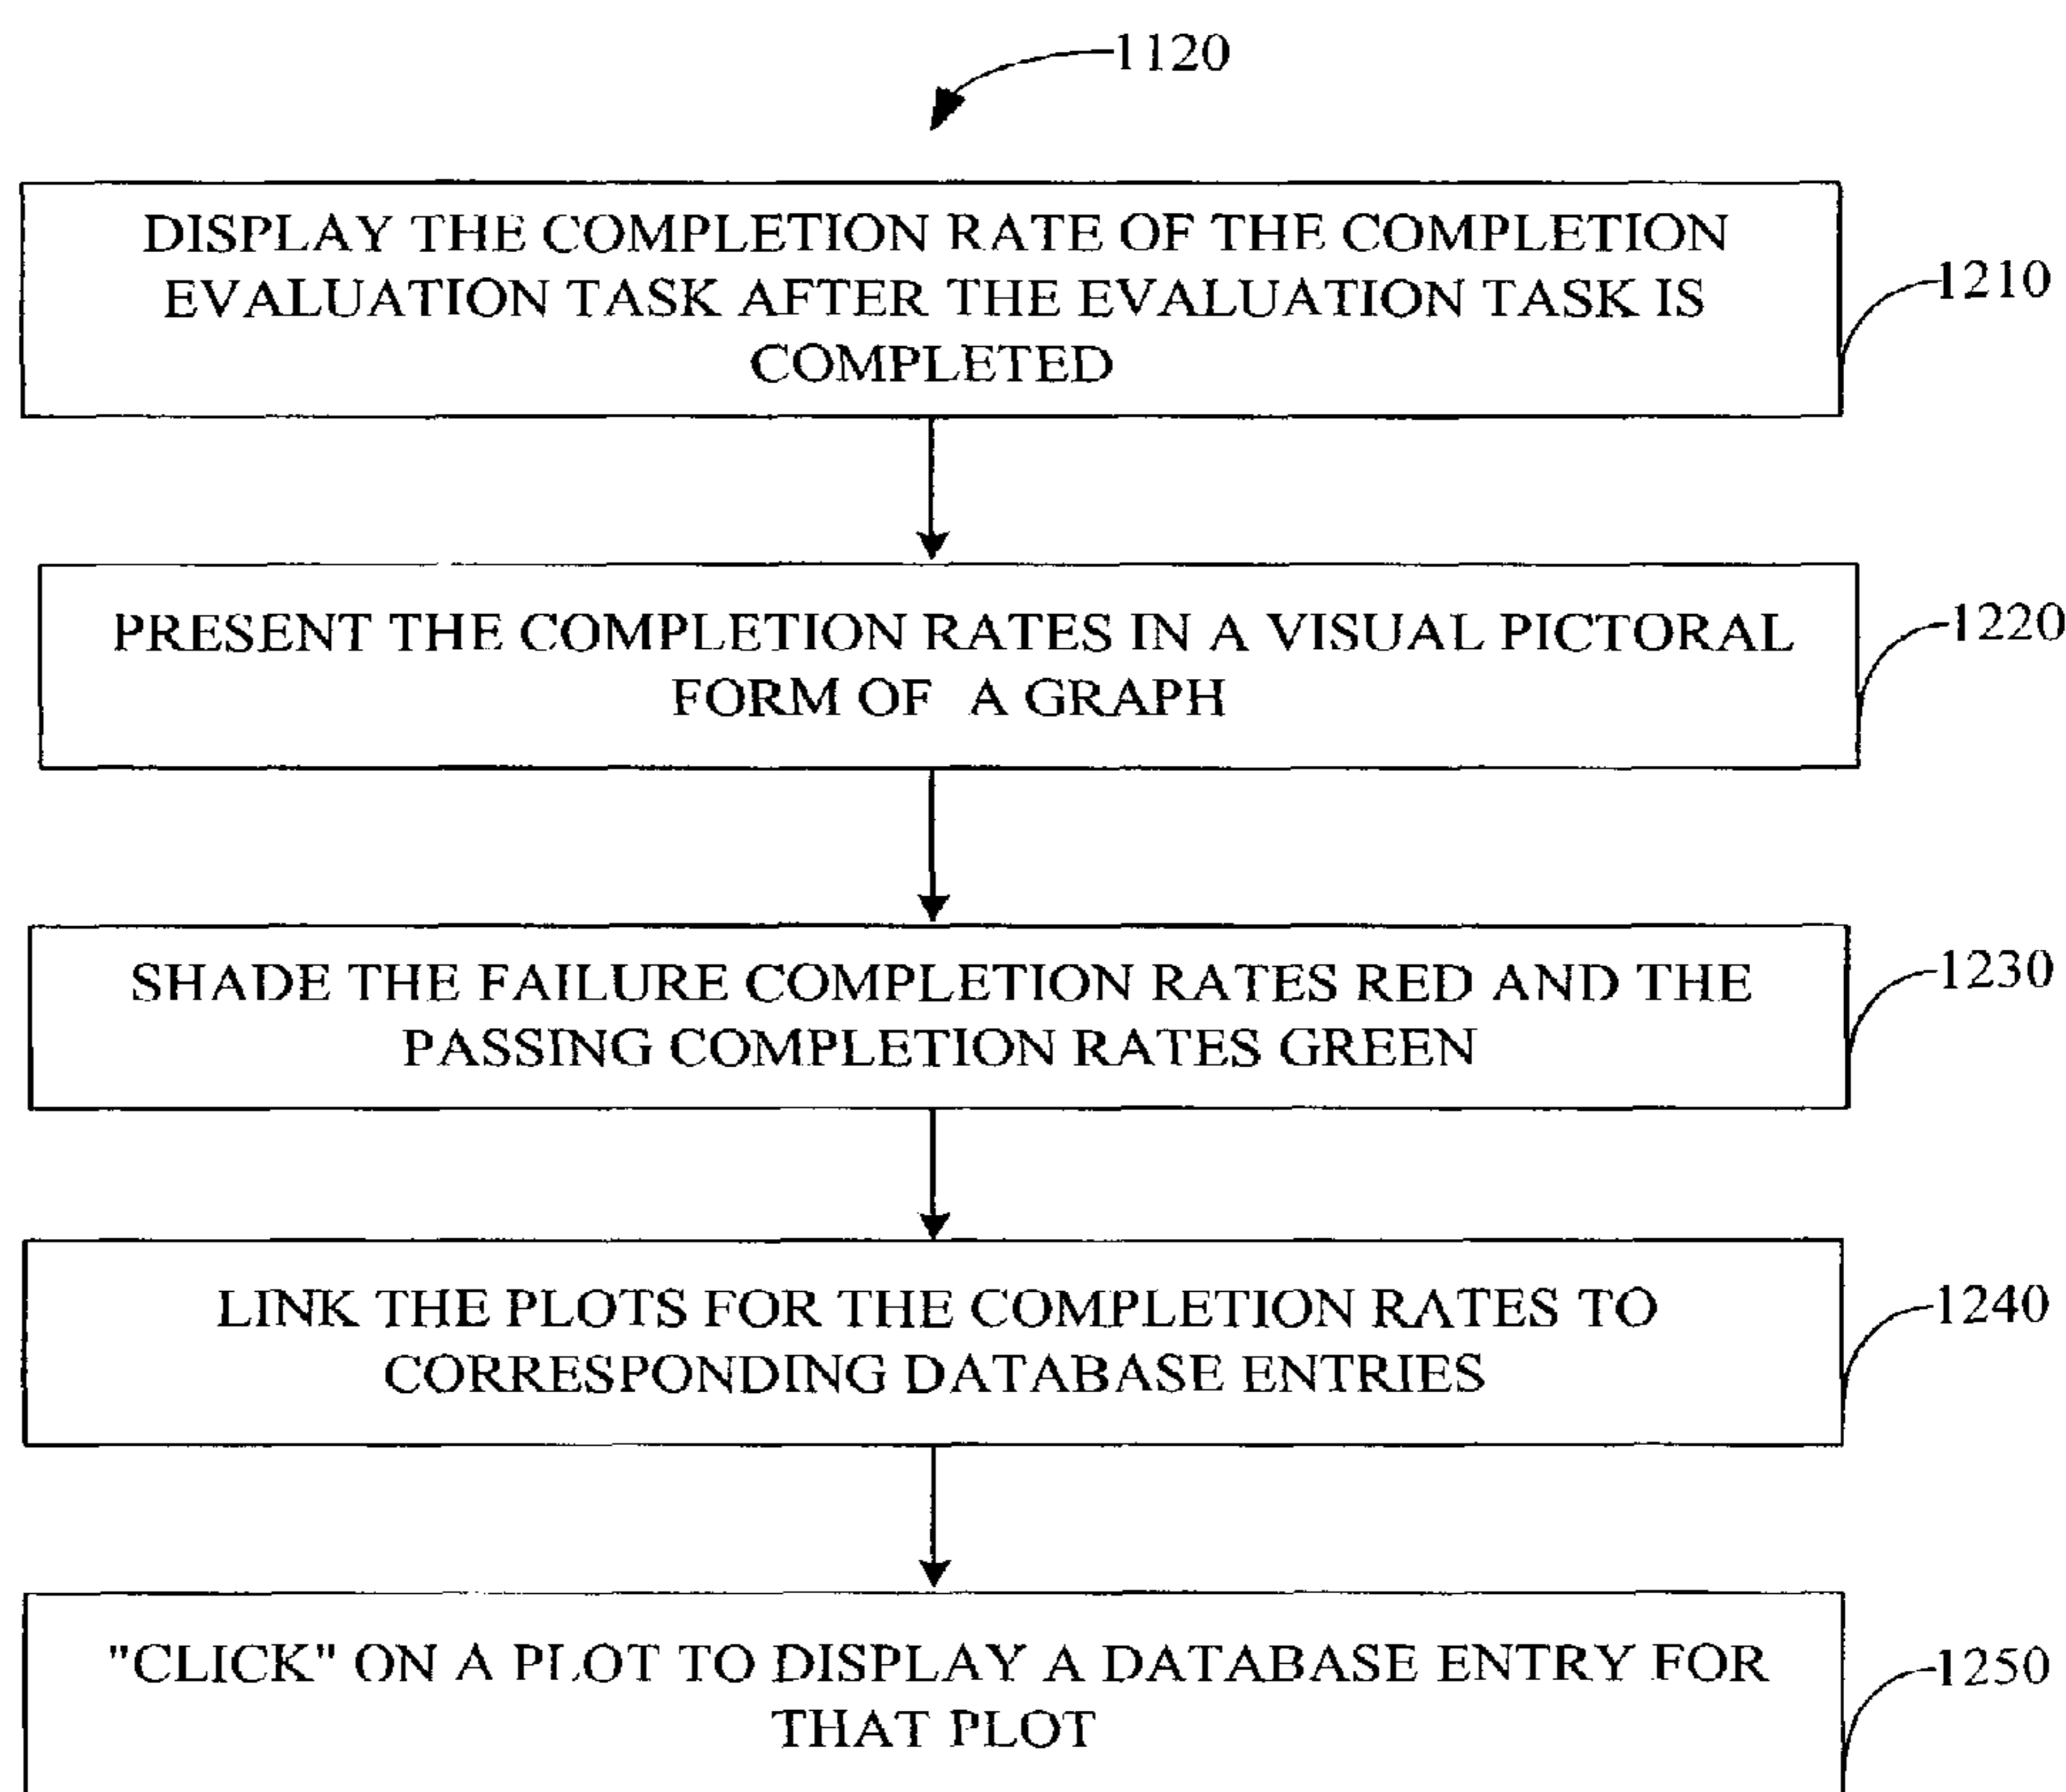 1120
DISPLAY THE COMPLETION RATE OF THE COMPLETION
EVALUATION TASK AFTER THE EVALUATION TASK IS
COMPLETED
1210
PRESENT THE COMPLETION RATES IN A VISUAL PICTORAL
FORM OF A GRAPH
1220
SHADE THE FAILURE COMPLETION RATES RED AND THE
PASSING COMPLETION RATES GREEN
1230
LINK THE PLOTS FOR THE COMPLETION RATES TO
CORRESPONDING DATABASE ENTRIES
1240
"CLICK" ON A PLOT TO DISPLAY A DATABASE ENTRY FOR
THAT PLOT
1250